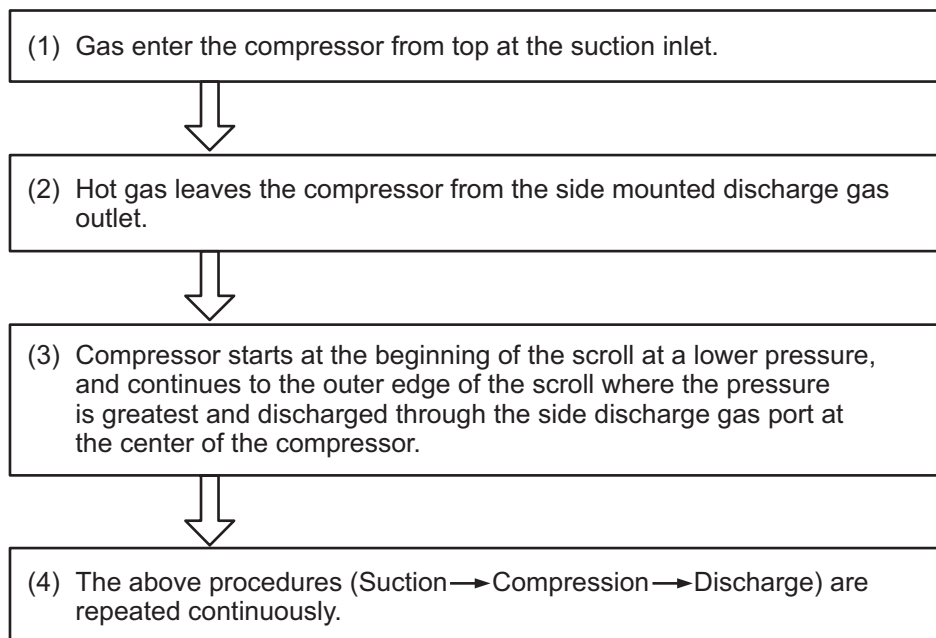 (1) Gas enter the compressor from top at the suction inlet.
(2) Hot gas leaves the compressor from the side mounted discharge gas
outlet.
(3) Compressor starts at the beginning of the scroll at a lower pressure,
and continues to the outer edge of the scroll where the pressure
is greatest and discharged through the side discharge gas port at
the center of the compressor.
(4) The above procedures (Suction→Compression→Discharge) are
repeated continuously.